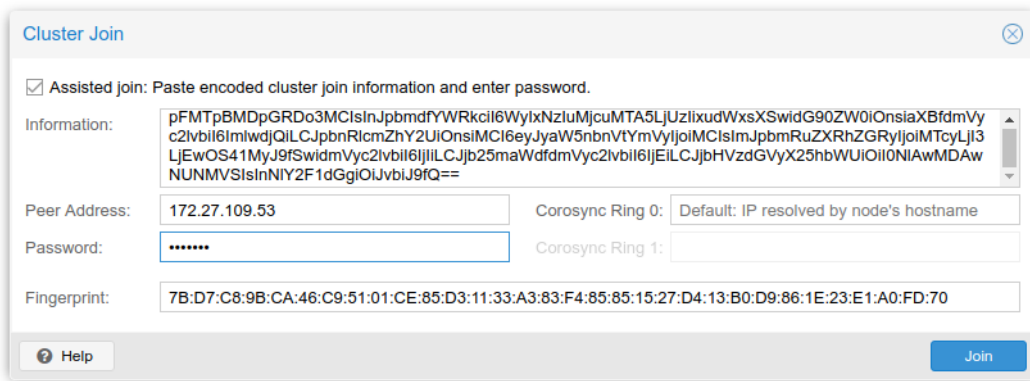 Cluster Join
Assisted join: Paste encoded cluster join information and enter password.
Information:
pFMTpBMDpGRDo3MCIsInJpbmdfYWRkciI6WyIxNzIuMjcuMTA5LjUzIixudWxsXSwidG90ZW0iOnsiaXBfdmVy
c2lvbiI6ImlwdjQiLCJpbnRlcmZhY2UiOnsiMCI6eyJyaW5nbnVtYmVyIjoiMCIsImJpbmRuZXRhZGRyIjoiMTcyLjI3
LjEwOS41MyJ9fSwidmVyc2lvbiI6IjIiLCJjb25maWdfdmVyc2lvbiI6IjEiLCJjbHVzdGVyX25hbWUiOiI0NlAwMDAw
NUNMVSIsInNlY2F1dGgiOiJvbiJ9fQ==
Peer Address: 172.27.109.53 Corosync Ring 0: Default: IP resolved by node's hostname
Password: ••••••• Corosync Ring 1:
Fingerprint: 7B:D7:C8:9B:CA:46:C9:51:01:CE:85:D3:11:33:A3:83:F4:85:85:15:27:D4:13:B0:D9:86:1E:23:E1:A0:FD:70
Help Join